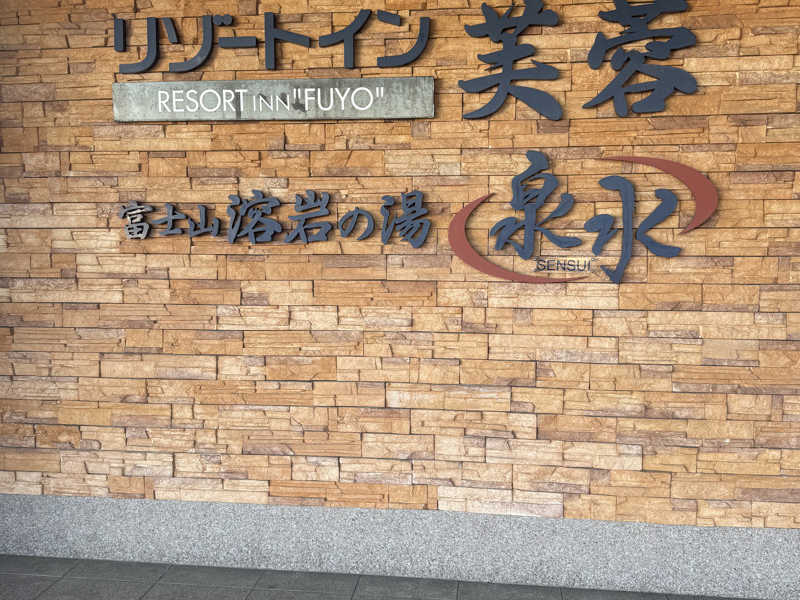 リゾートイン 芙蓉
RESORT INN "FUYO"
富士山溶岩の湯 泉水
SENSUI